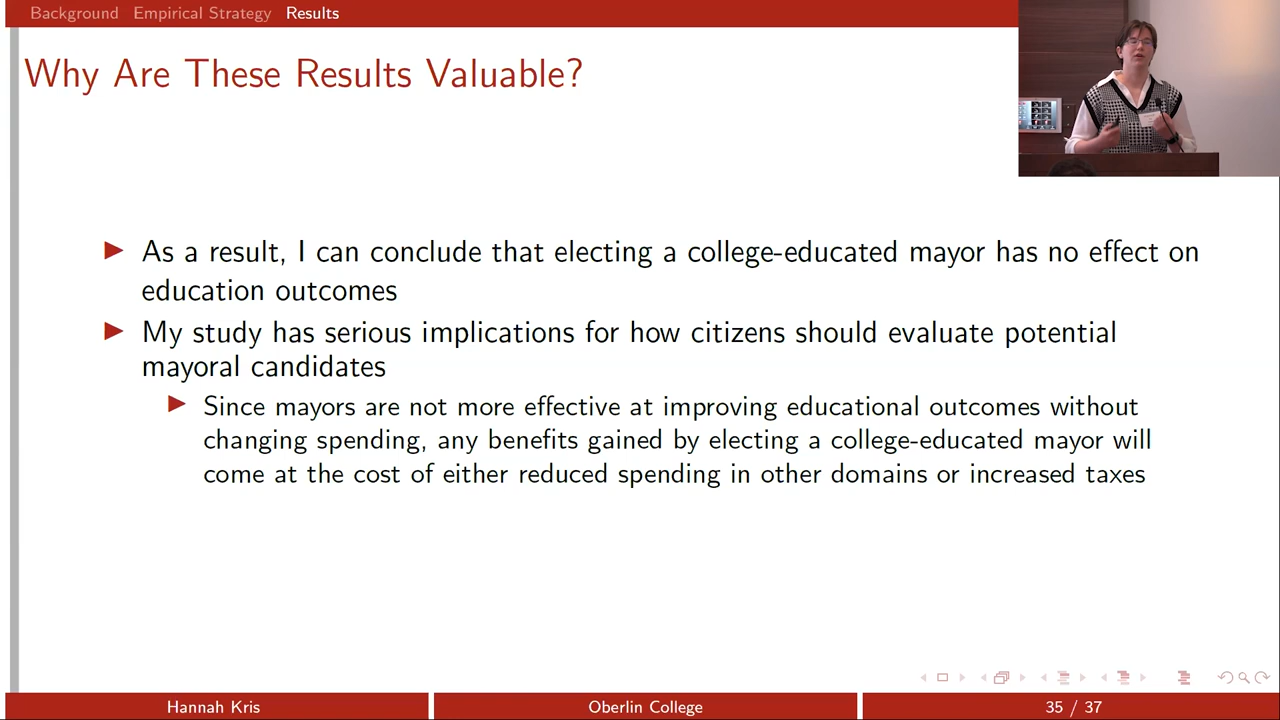 Background Empirical Strategy Results
Why Are These Results Valuable?
As a result, I can conclude that electing a college-educated mayor has no effect on
education outcomes
My study has serious implications for how citizens should evaluate potential
mayoral candidates
Since mayors are not more effective at improving educational outcomes without
changing spending, any benefits gained by electing a college-educated mayor will
come at the cost of either reduced spending in other domains or increased taxes
Hannah Kris
Oberlin College
35 / 37